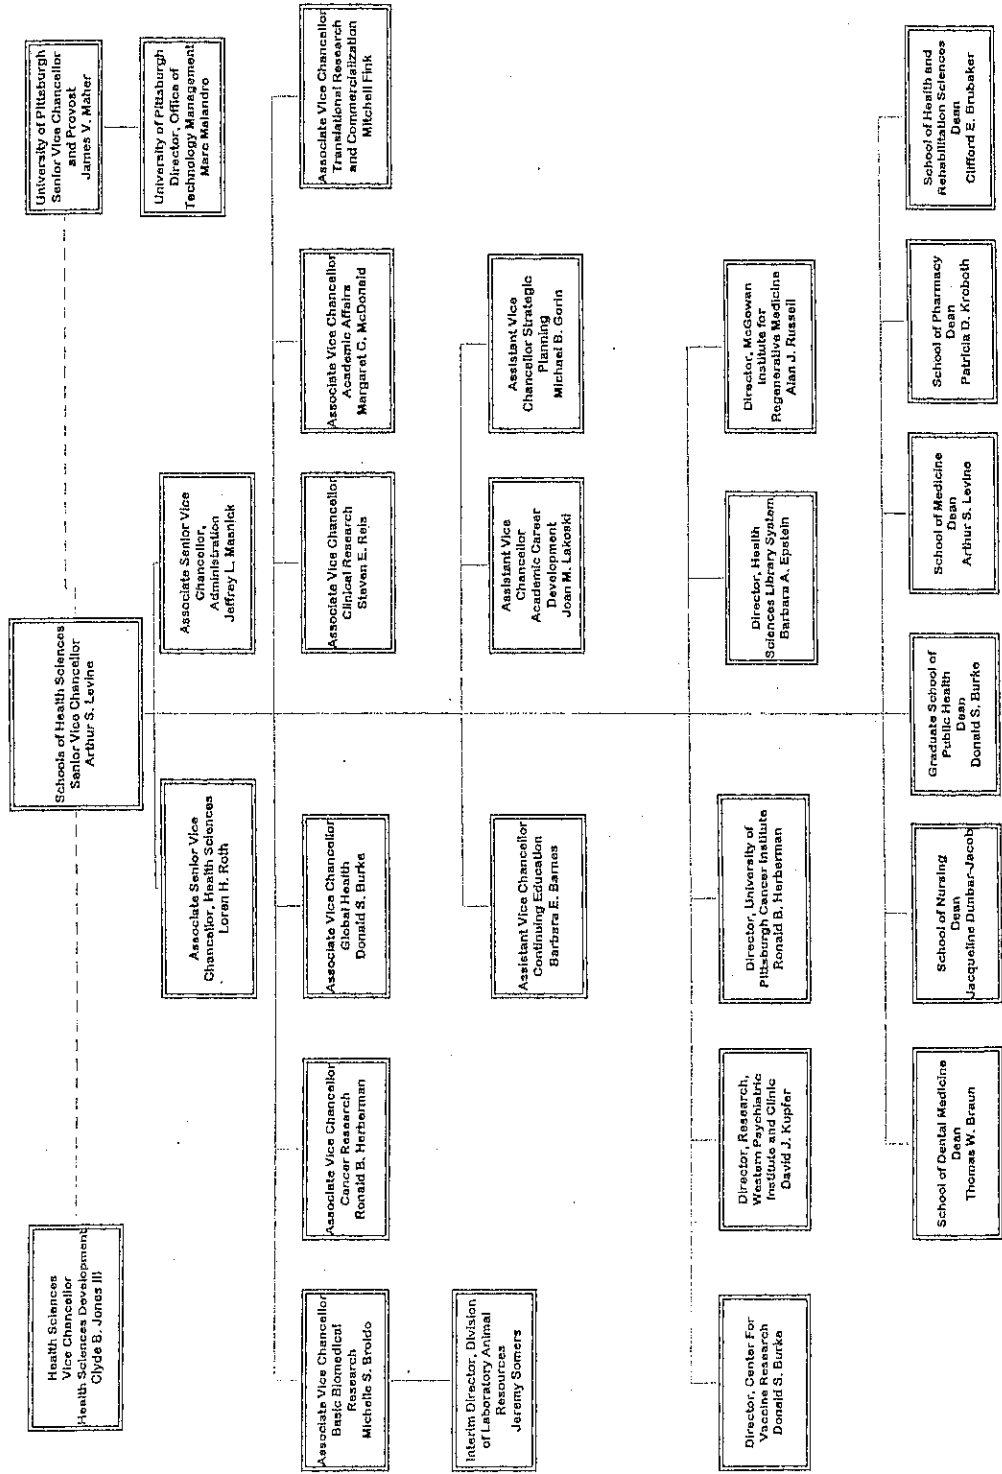 Health Sciences
Vice Chancellor
Health Sciences Development
Clyde B. Jones III
Schools of Health Sciences
Senior Vice Chancellor
Arthur S. Levine
University of Pittsburgh
Senior Vice Chancellor
and Provost
James V. Maher
University of Pittsburgh
Director, Office of
Technology Management
Marc Malandro
Associate Senior Vice
Chancellor, Health Sciences
Loren H. Roth
Associate Senior Vice
Chancellor,
Administration
Jeffrey L. Masnick
Associate Vice Chancellor
Basic Biomedical
Research
Michelle S. Broido
Associate Vice Chancellor
Cancer Research
Ronald B. Herberman
Associate Vice Chancellor
Global Health
Donald S. Burke
Associate Vice Chancellor
Clinical Research
Steven E. Reis
Associate Vice Chancellor
Academic Affairs
Margaret C. McDonald
Associate Vice Chancellor
Translational Research
and Commercialization
Mitchell Fink
Interim Director, Division
of Laboratory Animal
Resources
Jeremy Somers
Assistant Vice Chancellor
Continuing Education
Barbara E. Barnes
Assistant Vice
Chancellor
Academic Career
Development
Joan M. Lakoski
Assistant Vice
Chancellor Strategic
Planning
Michael B. Gorin
Director, Center For
Vaccine Research
Donald S. Burke
Director, Research,
Western Psychiatric
Institute and Clinic
David J. Kupfer
Director, University of
Pittsburgh Cancer Institute
Ronald B. Herberman
Director, Health
Sciences Library System
Barbara A. Epstein
Director, McGowan
Institute for
Regenerative Medicine
Alan J. Russell
School of Dental Medicine
Dean
Thomas W. Braun
School of Nursing
Dean
Jacqueline Dunbar-Jacob
Graduate School of
Public Health
Dean
Donald S. Burke
School of Medicine
Dean
Arthur S. Levine
School of Pharmacy
Dean
Patricia D. Kroboth
School of Health and
Rehabilitation Sciences
Dean
Clifford E. Brubaker